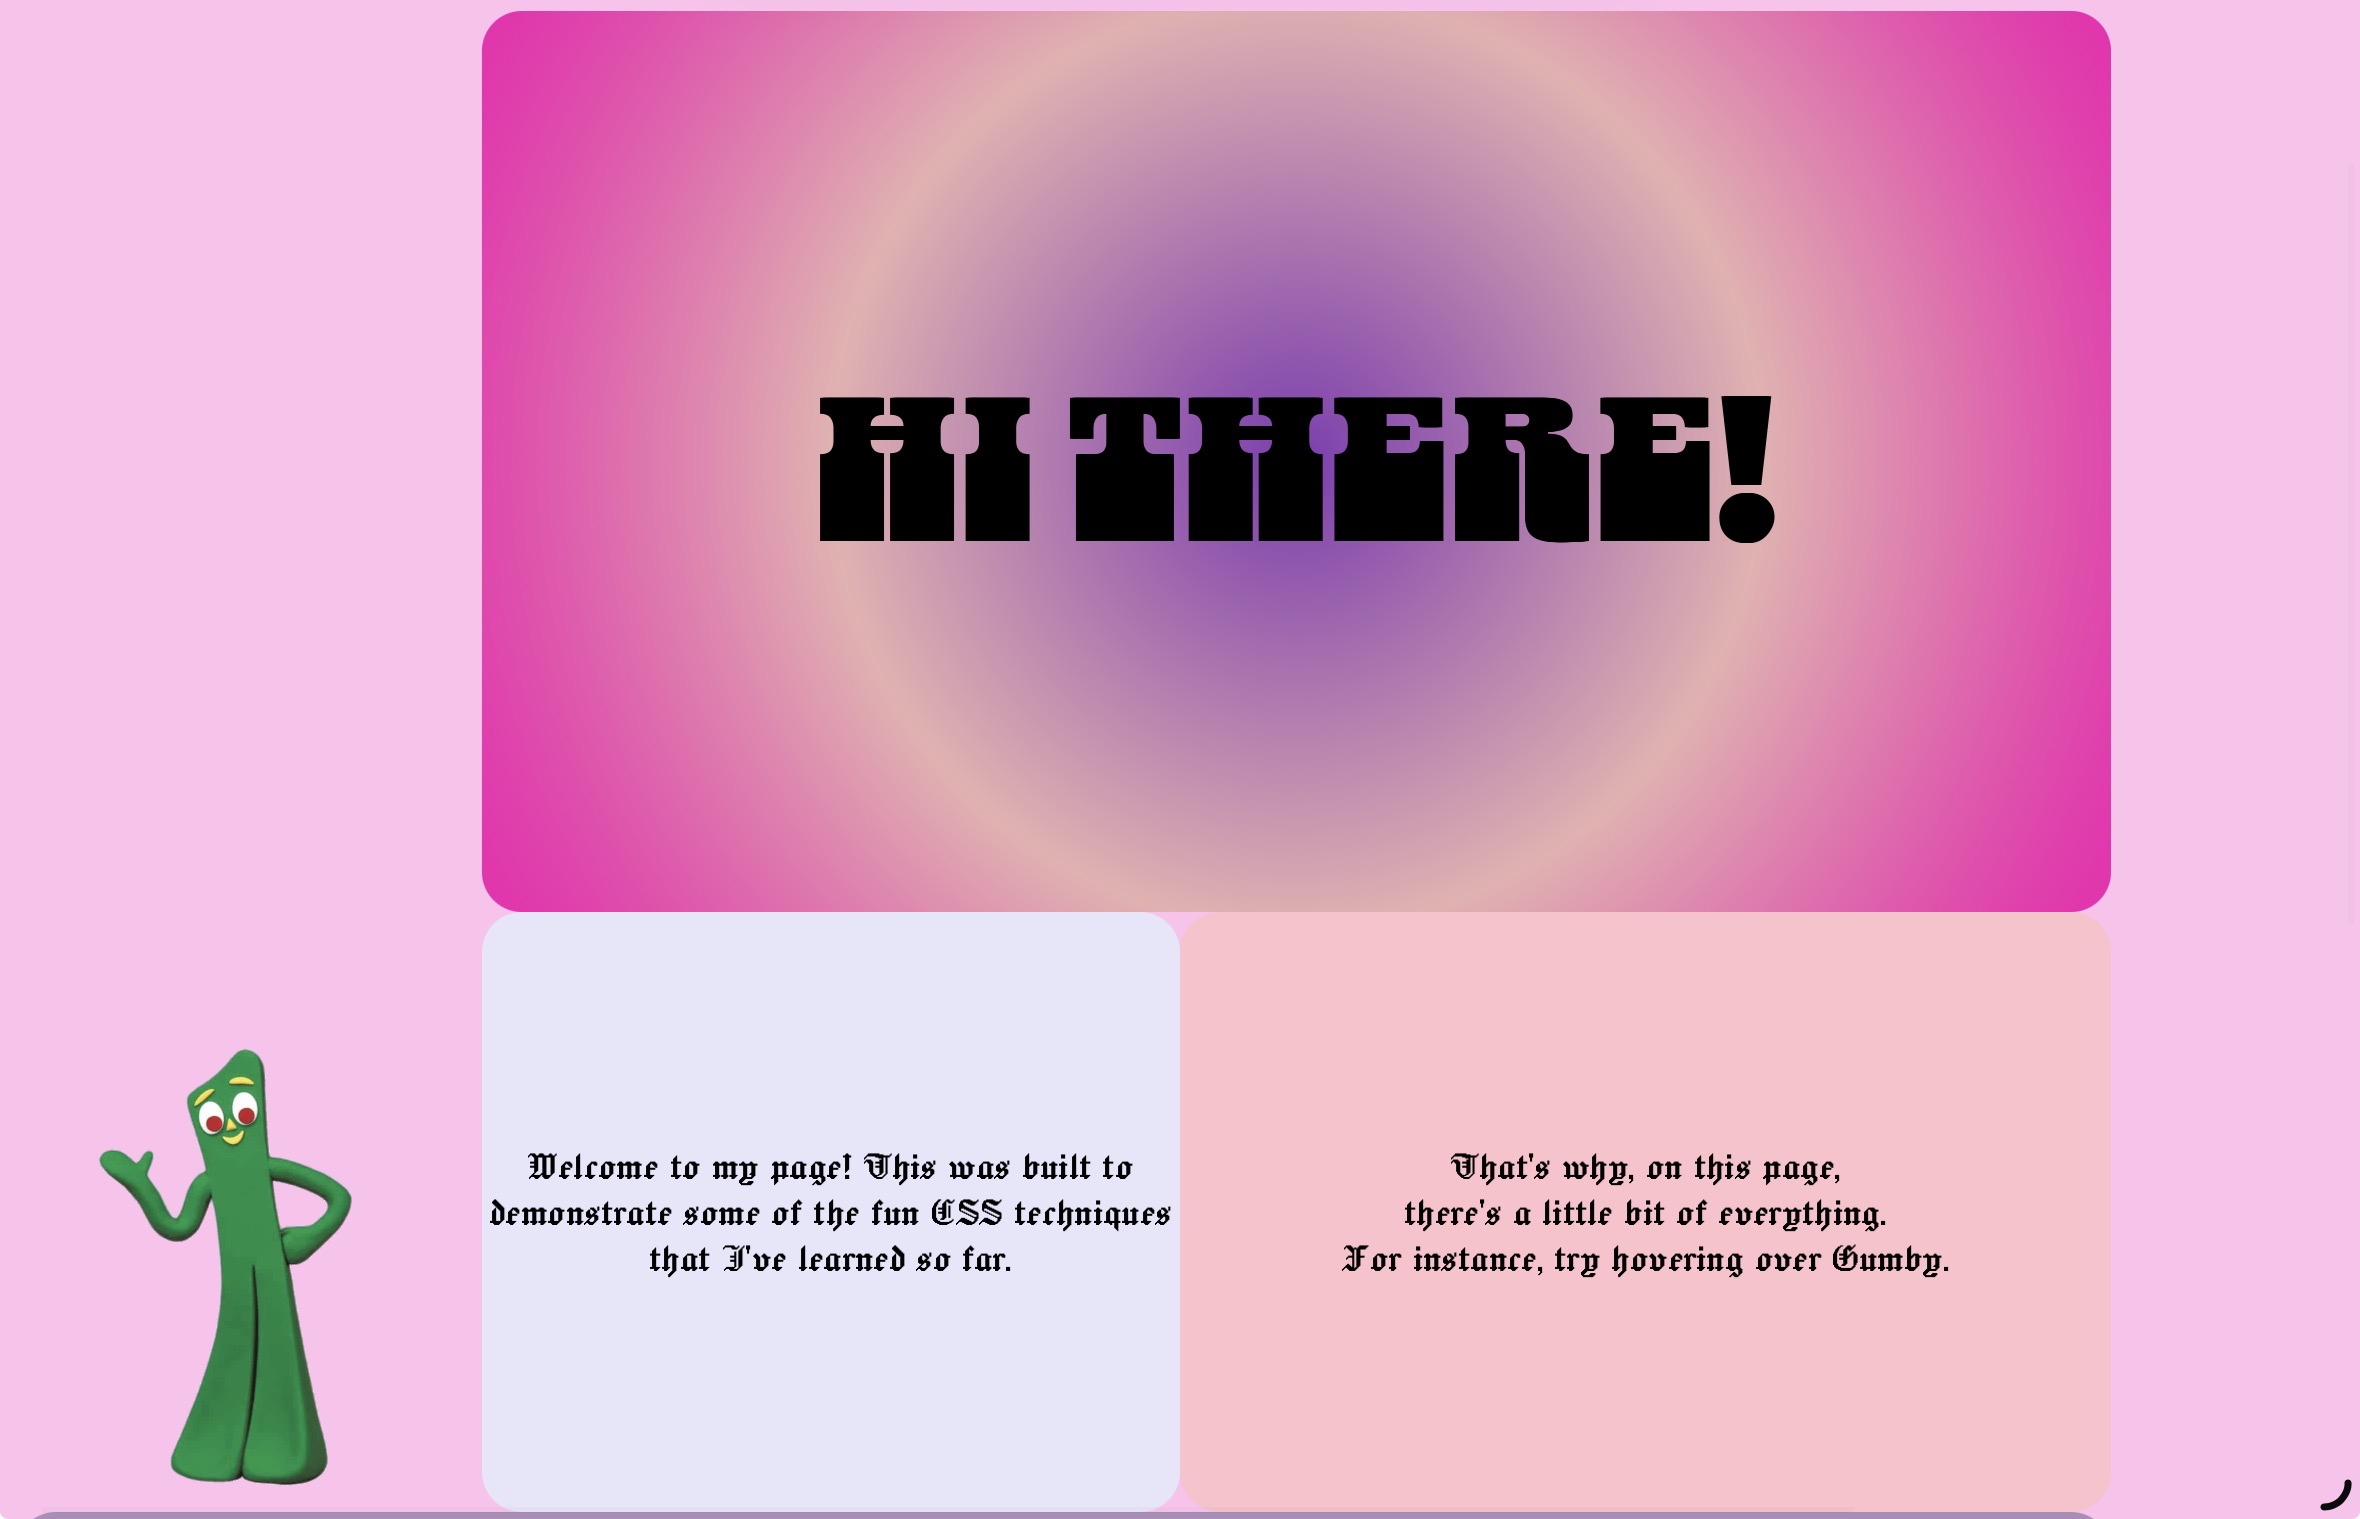 HI THERE!
Welcome to my page! This was built to
demonstrate some of the fun CSS techniques
that I've learned so far.
That's why, on this page,
there's a little bit of everything.
For instance, try hovering over Gumby.